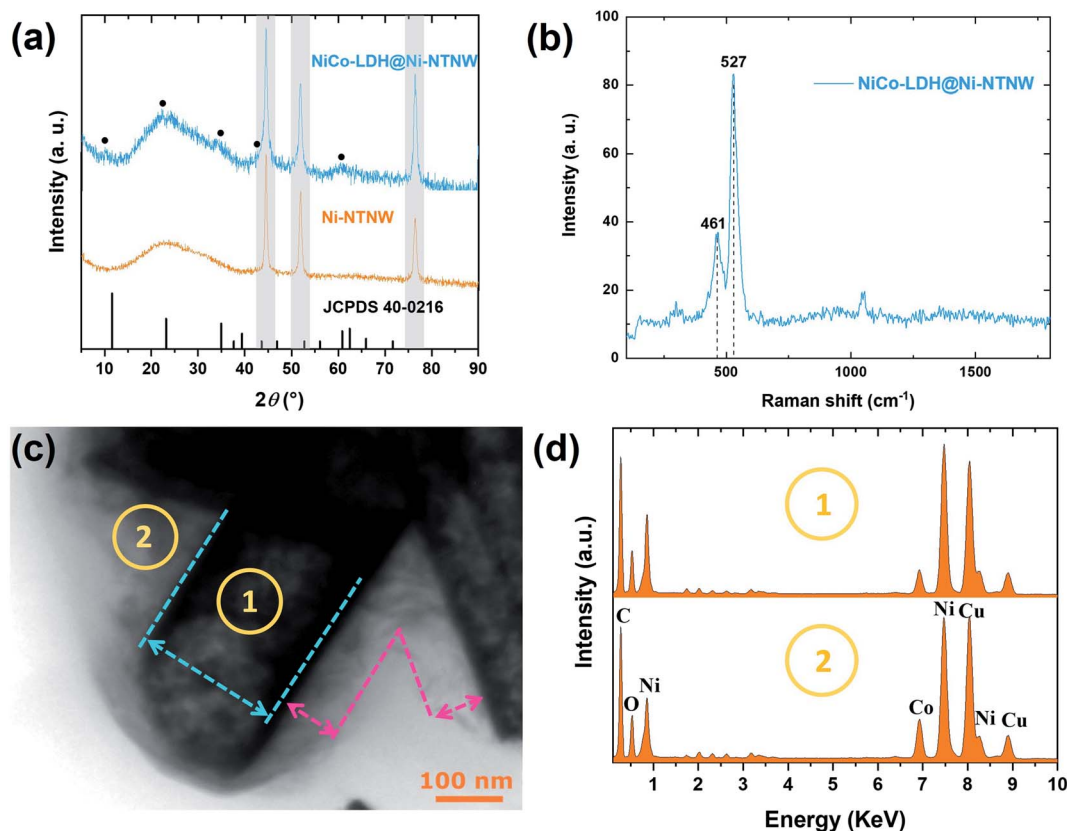 (a)
NiCo-LDH@Ni-NTNW
Ni-NTNW
JCPDS 40-0216
Intensity (a. u.)
10 20 30 40 50 60 70 80 90
2θ (°)
(b)
527
NiCo-LDH@Ni-NTNW
461
Intensity (a. u.)
100
80
60
40
20
0
500 1000 1500
Raman shift (cm-1)
(c)
2
1
100 nm
(d)
1
2
C
O
Ni
Co
Ni
Cu
Ni
Cu
Intensity (a.u.)
1 2 3 4 5 6 7 8 9 10
Energy (KeV)